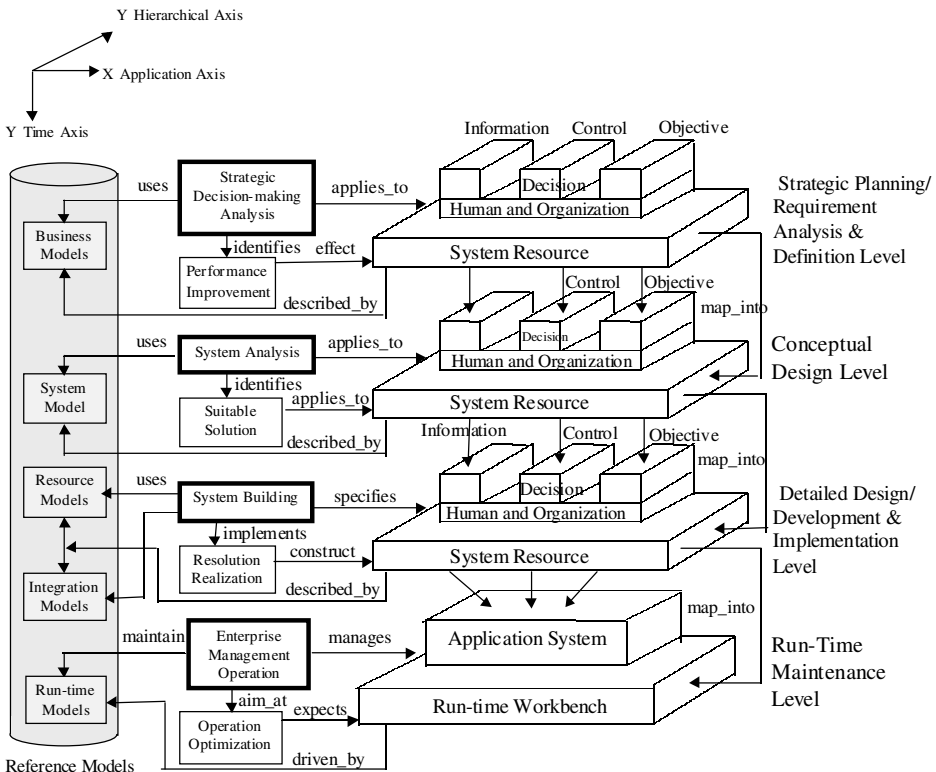 Y Hierarchical Axis
X Application Axis
Y Time Axis
Information
Control
Objective
uses
Strategic
Decision-making
Analysis
applies_to
Decision
Human and Organization
System Resource
Strategic Planning/
Requirement
Analysis &
Definition Level
Business
Models
identifies
effect
Performance
Improvement
described_by
Control
Objective
map_into
uses
System Analysis
applies_to
Decision
Human and Organization
System Resource
Conceptual
Design Level
System
Model
identifies
Suitable
Solution
applies_to
described_by
Information
Control
Objective
map_into
Resource
Models
uses
System Building
specifies
Decision
Human and Organization
System Resource
Detailed Design/
Development &
Implementation
Level
implements
Resolution
Realization
construct
described_by
Integration
Models
map_into
maintain
Enterprise
Management
Operation
manages
Application System
Run-time Workbench
Run-Time
Maintenance
Level
Run-time
Models
aim_at
Operation
Optimization
expects
driven_by
Reference Models